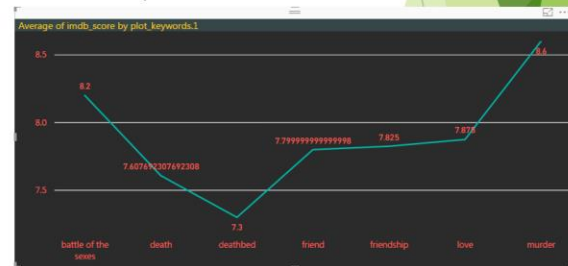 Average of imdb_score by plot_keywords.1
8.5
8.6
8.2
8.0
7.607692307692308
7.799999999999998
7.825
7.875
7.5
7.3
battle of the
sexes
death
deathbed
friend
friendship
love
murder